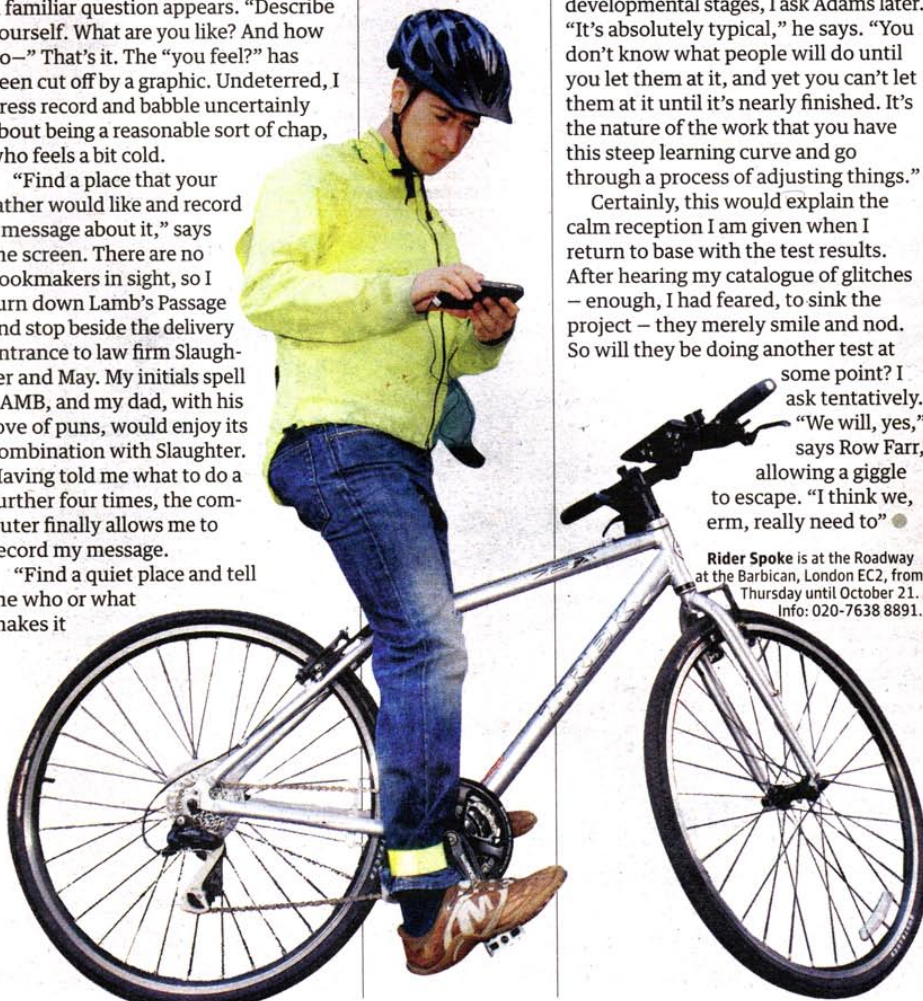 familiar question appears. “Describe
ourself. What are you like? And how
o—” That’s it. The “you feel?” has
een cut off by a graphic. Undeterred, I
ress record and babble uncertainly
bout being a reasonable sort of chap,
who feels a bit cold.
“Find a place that your
ather would like and record
message about it,” says
he screen. There are no
ookmakers in sight, so I
urn down Lamb’s Passage
nd stop beside the delivery
ntrance to law firm Slaugh-
er and May. My initials spell
AMB, and my dad, with his
ove of puns, would enjoy its
ombination with Slaughter.
Having told me what to do a
urther four times, the com-
uter finally allows me to
ecord my message.
“Find a quiet place and tell
me who or what
makes it
developmental stages, I ask Adams later.
“It’s absolutely typical,” he says. “You
don’t know what people will do until
you let them at it, and yet you can’t let
them at it until it’s nearly finished. It’s
the nature of the work that you have
this steep learning curve and go
through a process of adjusting things.”
Certainly, this would explain the
calm reception I am given when I
return to base with the test results.
After hearing my catalogue of glitches
– enough, I had feared, to sink the
project – they merely smile and nod.
So will they be doing another test at
some point? I
ask tentatively.
“We will, yes,”
says Row Farr,
allowing a giggle
to escape. “I think we,
erm, really need to”
Rider Spoke is at the Roadway
at the Barbican, London EC2, from
Thursday until October 21.
Info: 020-7638 8891.
TREK